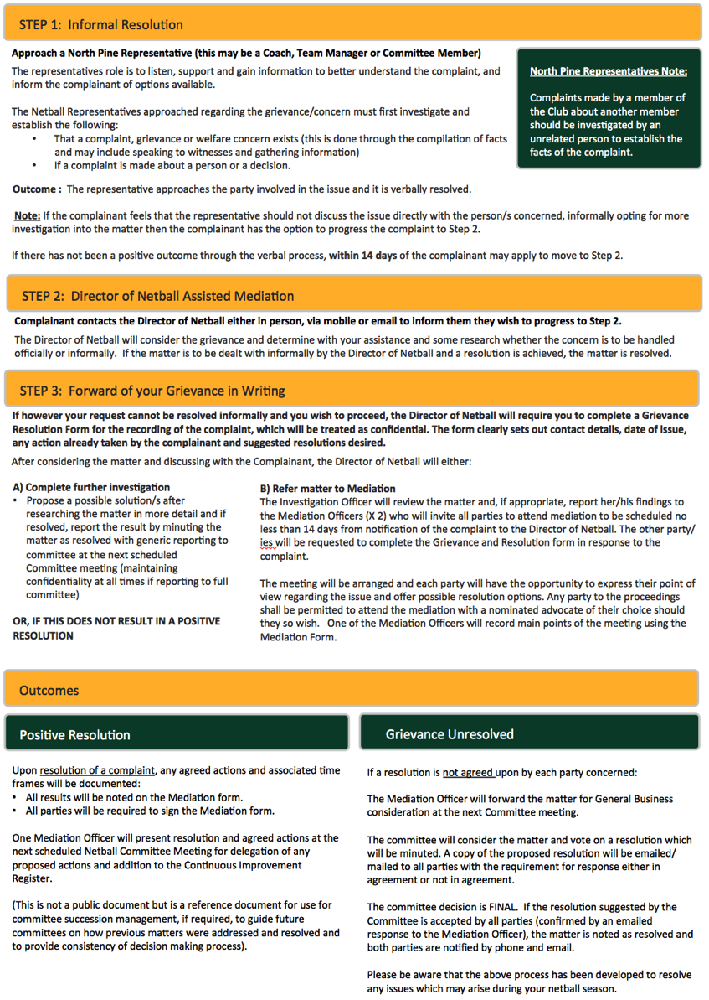 STEP 1:  Informal Resolution
Approach a North Pine Representative (this may be a Coach, Team Manager or Committee Member)
The representatives role is to listen, support and gain information to better understand the complaint, and
inform the complainant of options available.
The Netball Representatives approached regarding the grievance/concern must first investigate and
establish the following:
• That a complaint, grievance or welfare concern exists (this is done through the compilation of facts
and may include speaking to witnesses and gathering information)
• If a complaint is made about a person or a decision.
North Pine Representatives Note:
Complaints made by a member of
the Club about another member
should be investigated by an
unrelated person to establish the
facts of the complaint.
Outcome :  The representative approaches the party involved in the issue and it is verbally resolved.
Note: If the complainant feels that the representative should not discuss the issue directly with the person/s concerned, informally opting for more
investigation into the matter then the complainant has the option to progress the complaint to Step 2.
If there has not been a positive outcome through the verbal process, within 14 days of the complainant may apply to move to Step 2.
STEP 2:  Director of Netball Assisted Mediation
Complainant contacts the Director of Netball either in person, via mobile or email to inform them they wish to progress to Step 2.
The Director of Netball will consider the grievance and determine with your assistance and some research whether the concern is to be handled
officially or informally.  If the matter is to be dealt with informally by the Director of Netball and a resolution is achieved, the matter is resolved.
STEP 3:  Forward of your Grievance in Writing
If however your request cannot be resolved informally and you wish to proceed, the Director of Netball will require you to complete a Grievance
Resolution Form for the recording of the complaint, which will be treated as confidential. The form clearly sets out contact details, date of issue,
any action already taken by the complainant and suggested resolutions desired.
After considering the matter and discussing with the Complainant, the Director of Netball will either:
A) Complete further investigation
• Propose a possible solution/s after
researching the matter in more detail and if
resolved, report the result by minuting the
matter as resolved with generic reporting to
committee at the next scheduled
Committee meeting (maintaining
confidentiality at all times if reporting to full
committee)
OR, IF THIS DOES NOT RESULT IN A POSITIVE
RESOLUTION
B) Refer matter to Mediation
The Investigation Officer will review the matter and, if appropriate, report her/his findings to
the Mediation Officers (X 2) who will invite all parties to attend mediation to be scheduled no
less than 14 days from notification of the complaint to the Director of Netball. The other party/
ies will be requested to complete the Grievance and Resolution form in response to the
complaint.
The meeting will be arranged and each party will have the opportunity to express their point of
view regarding the issue and offer possible resolution options. Any party to the proceedings
shall be permitted to attend the mediation with a nominated advocate of their choice should
they so wish.   One of the Mediation Officers will record main points of the meeting using the
Mediation Form.
Outcomes
Positive Resolution
Upon resolution of a complaint, any agreed actions and associated time
frames will be documented:
• All results will be noted on the Mediation form.
• All parties will be required to sign the Mediation form.
One Mediation Officer will present resolution and agreed actions at the
next scheduled Netball Committee Meeting for delegation of any
proposed actions and addition to the Continuous Improvement
Register.
(This is not a public document but is a reference document for use for
committee succession management, if required, to guide future
committees on how previous matters were addressed and resolved and
to provide consistency of decision making process).
Grievance Unresolved
If a resolution is not agreed upon by each party concerned:
The Mediation Officer will forward the matter for General Business
consideration at the next Committee meeting.
The committee will consider the matter and vote on a resolution which
will be minuted. A copy of the proposed resolution will be emailed/
mailed to all parties with the requirement for response either in
agreement or not in agreement.
The committee decision is FINAL.  If the resolution suggested by the
Committee is accepted by all parties (confirmed by an emailed
response to the Mediation Officer), the matter is noted as resolved and
both parties are notified by phone and email.
Please be aware that the above process has been developed to resolve
any issues which may arise during your netball season.